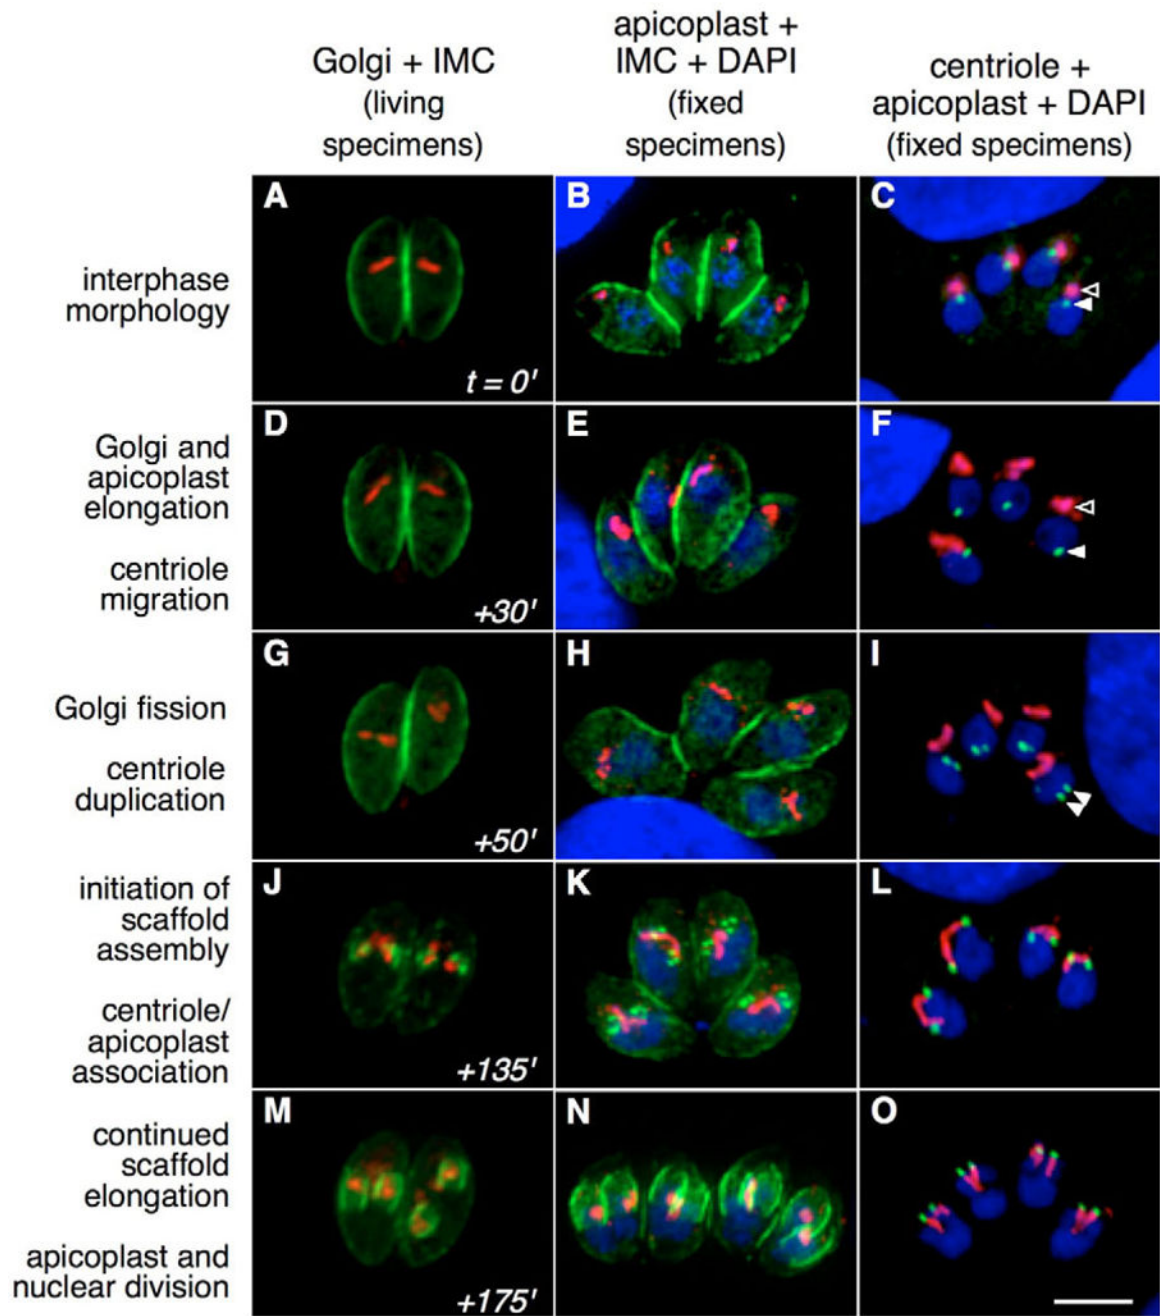 Golgi + IMC
(living
specimens)
apicoplast +
IMC + DAPI
(fixed
specimens)
centriole +
apicoplast + DAPI
(fixed specimens)
interphase
morphology
A
t = 0'
B
C
Golgi and
apicoplast
elongation
centriole
migration
D
+30'
E
F
Golgi fission
centriole
duplication
G
+50'
H
I
initiation of
scaffold
assembly
centriole/
apicoplast
association
J
+135'
K
L
continued
scaffold
elongation
apicoplast and
nuclear division
M
+175'
N
O